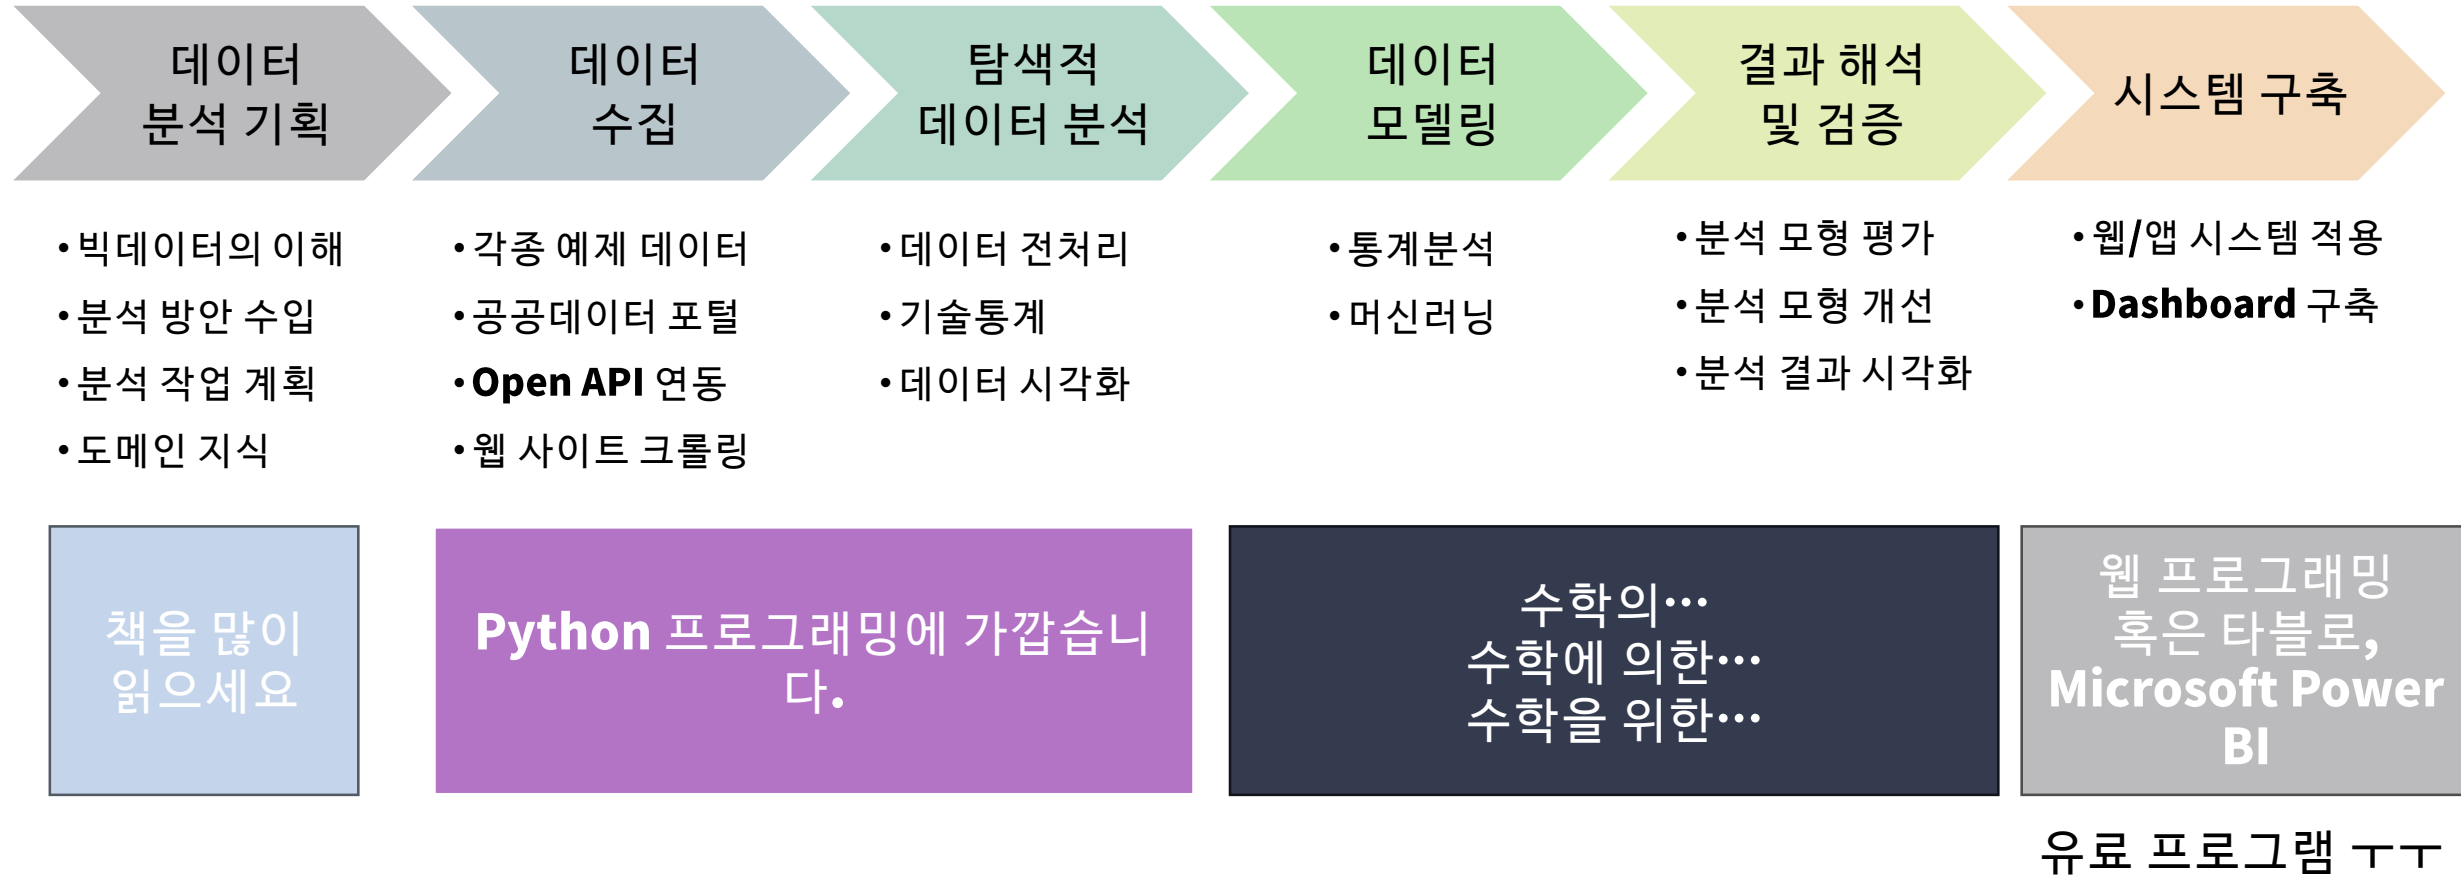 데이터
분석 기획
데이터
수집
탐색적
데이터 분석
데이터
모델링
결과 해석
및 검증
시스템 구축
•빅데이터의 이해
•분석 방안 수입
•분석 작업 계획
•도메인 지식
•각종 예제 데이터
•공공데이터 포털
•Open API 연동
•웹 사이트 크롤링
•데이터 전처리
•기술통계
•데이터 시각화
•통계분석
•머신러닝
•분석 모형 평가
•분석 모형 개선
•분석 결과 시각화
•웹/앱 시스템 적용
•Dashboard 구축
책을 많이
읽으세요
Python 프로그래밍에 가깝습니
다.
수학의…
수학에 의한…
수학을 위한…
웹 프로그래밍
혹은 타블로,
Microsoft Power
BI
유료 프로그램 ㅜㅜ